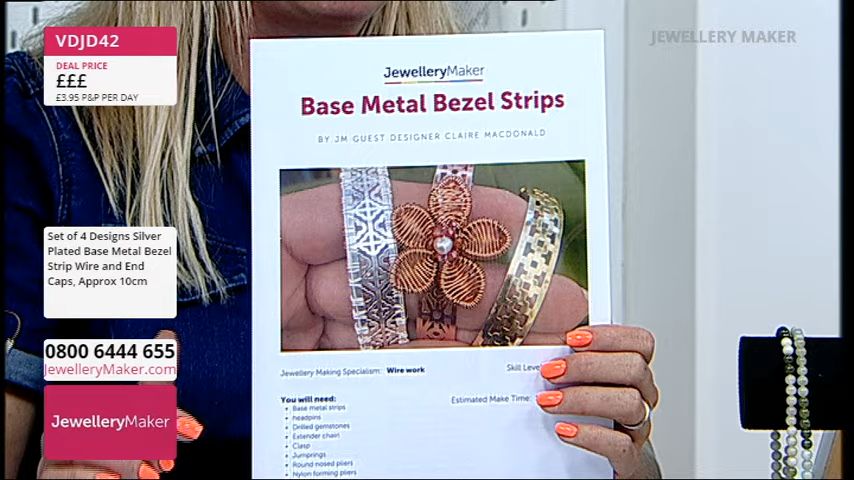 VDJD42
DEAL PRICE
£££
£3.95 P&P PER DAY
Set of 4 Designs Silver
Plated Base Metal Bezel
Strip Wire and End
Caps, Approx 10cm
0800 6444 655
JewelleryMaker.com
JewelleryMaker
JEWELLERY MAKER
JewelleryMaker
Base Metal Bezel Strips
BY JM GUEST DESIGNER CLAIRE MACDONALD
Jewellery Making Specialism: Wire work
Skill Level
You will need:
Estimated Make Time:
Base metal strips
headpins
Drilled gemstones
Extender chain
Clasp
Jumprings
Round nosed pliers
Nylon forming pliers